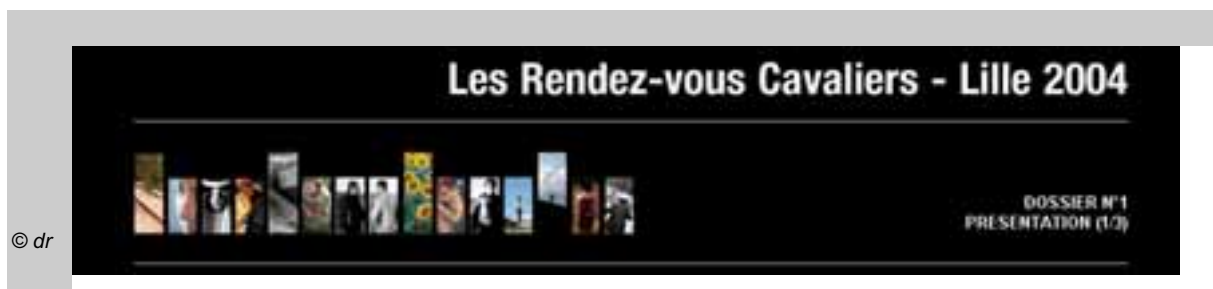 Les Rendez-vous Cavaliers - Lille 2004
DOSSIER N°1
PRESENTATION (1/3)
© dr